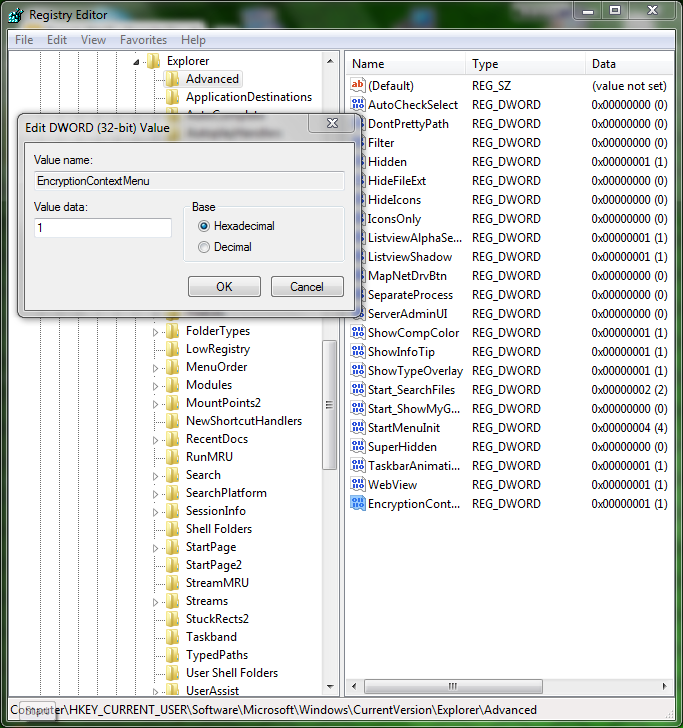 Registry Editor
File Edit View Favorites Help
Explorer
Advanced
ApplicationDestinations
Edit DWORD (32-bit) Value
Value name:
EncryptionContextMenu
Value data:
1
Base
Hexadecimal
Decimal
OK Cancel
FolderTypes
LowRegistry
MenuOrder
Modules
MountPoints2
NewShortcutHandlers
RecentDocs
RunMRU
Search
SearchPlatform
SessionInfo
Shell Folders
StartPage
StartPage2
StreamMRU
Streams
StuckRects2
Taskband
TypedPaths
User Shell Folders
UserAssist
Name Type Data
(Default) REG_SZ (value not set)
AutoCheckSelect REG_DWORD 0x00000000 (0)
DontPrettyPath REG_DWORD 0x00000000 (0)
Filter REG_DWORD 0x00000000 (0)
Hidden REG_DWORD 0x00000001 (1)
HideFileExt REG_DWORD 0x00000000 (0)
HideIcons REG_DWORD 0x00000000 (0)
IconsOnly REG_DWORD 0x00000000 (0)
ListviewAlphaSe... REG_DWORD 0x00000001 (1)
ListviewShadow REG_DWORD 0x00000001 (1)
MapNetDrvBtn REG_DWORD 0x00000000 (0)
SeparateProcess REG_DWORD 0x00000000 (0)
ServerAdminUI REG_DWORD 0x00000000 (0)
ShowCompColor REG_DWORD 0x00000001 (1)
ShowInfoTip REG_DWORD 0x00000001 (1)
ShowTypeOverlay REG_DWORD 0x00000001 (1)
Start_SearchFiles REG_DWORD 0x00000002 (2)
Start_ShowMyG... REG_DWORD 0x00000000 (0)
StartMenuInit REG_DWORD 0x00000004 (4)
SuperHidden REG_DWORD 0x00000000 (0)
TaskbarAnimati... REG_DWORD 0x00000001 (1)
WebView REG_DWORD 0x00000001 (1)
EncryptionCont... REG_DWORD 0x00000001 (1)
Computer\HKEY_CURRENT_USER\Software\Microsoft\Windows\CurrentVersion\Explorer\Advanced
Start